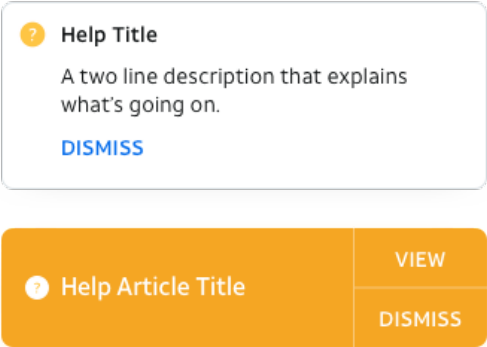 ? Help Title
A two line description that explains
what's going on.
DISMISS
? Help Article Title
VIEW
DISMISS